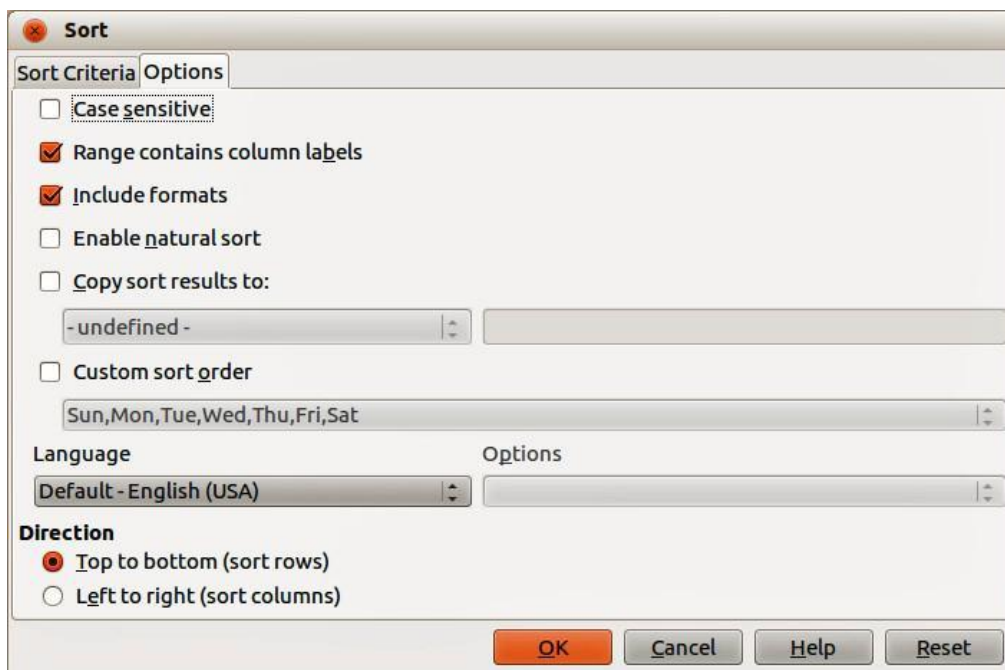 Sort
Sort Criteria Options
Case sensitive
Range contains column labels
Include formats
Enable natural sort
Copy sort results to:
- undefined -
Custom sort order
Sun,Mon,Tue,Wed,Thu,Fri,Sat
Language Options
Default - English (USA)
Direction
Top to bottom (sort rows)
Left to right (sort columns)
OK Cancel Help Reset